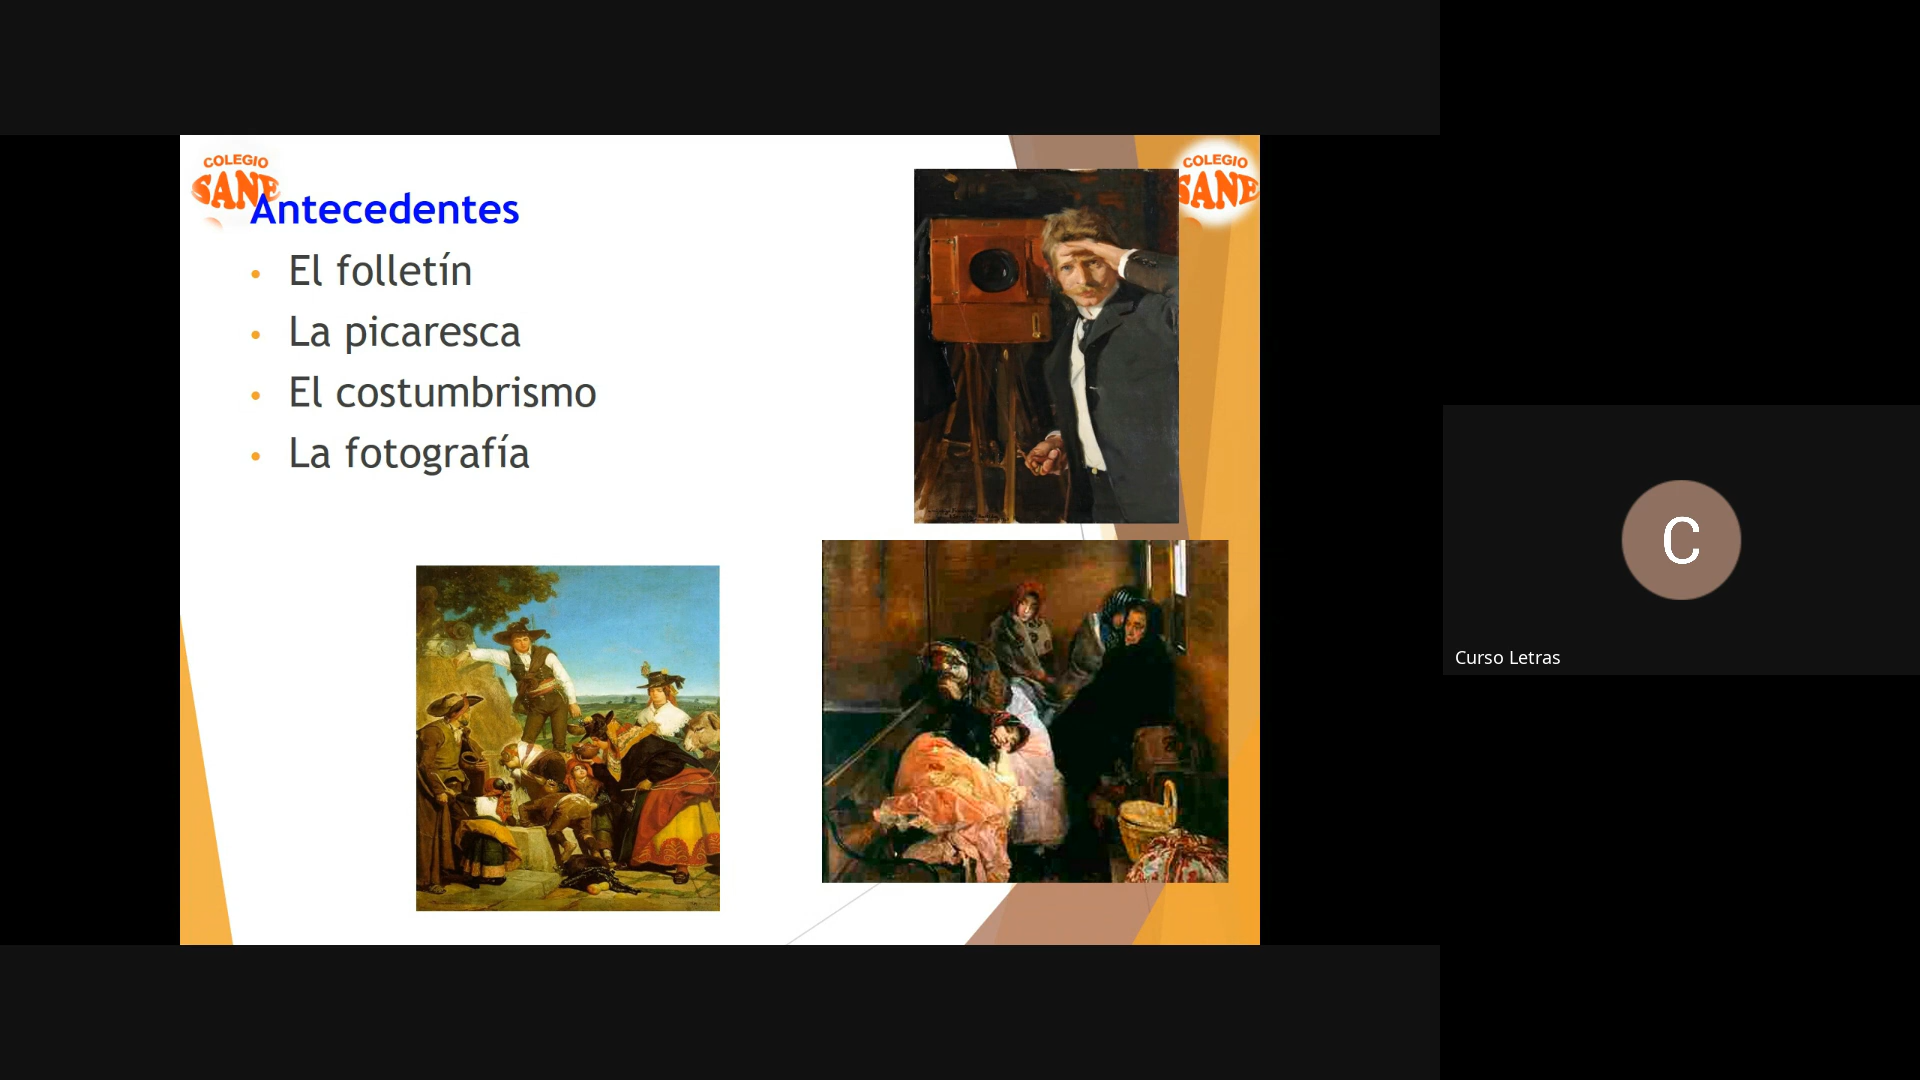 COLEGIO
SANE
COLEGIO
SANE
Antecedentes
• El folletín
• La picaresca
• El costumbrismo
• La fotografía
C
Curso Letras